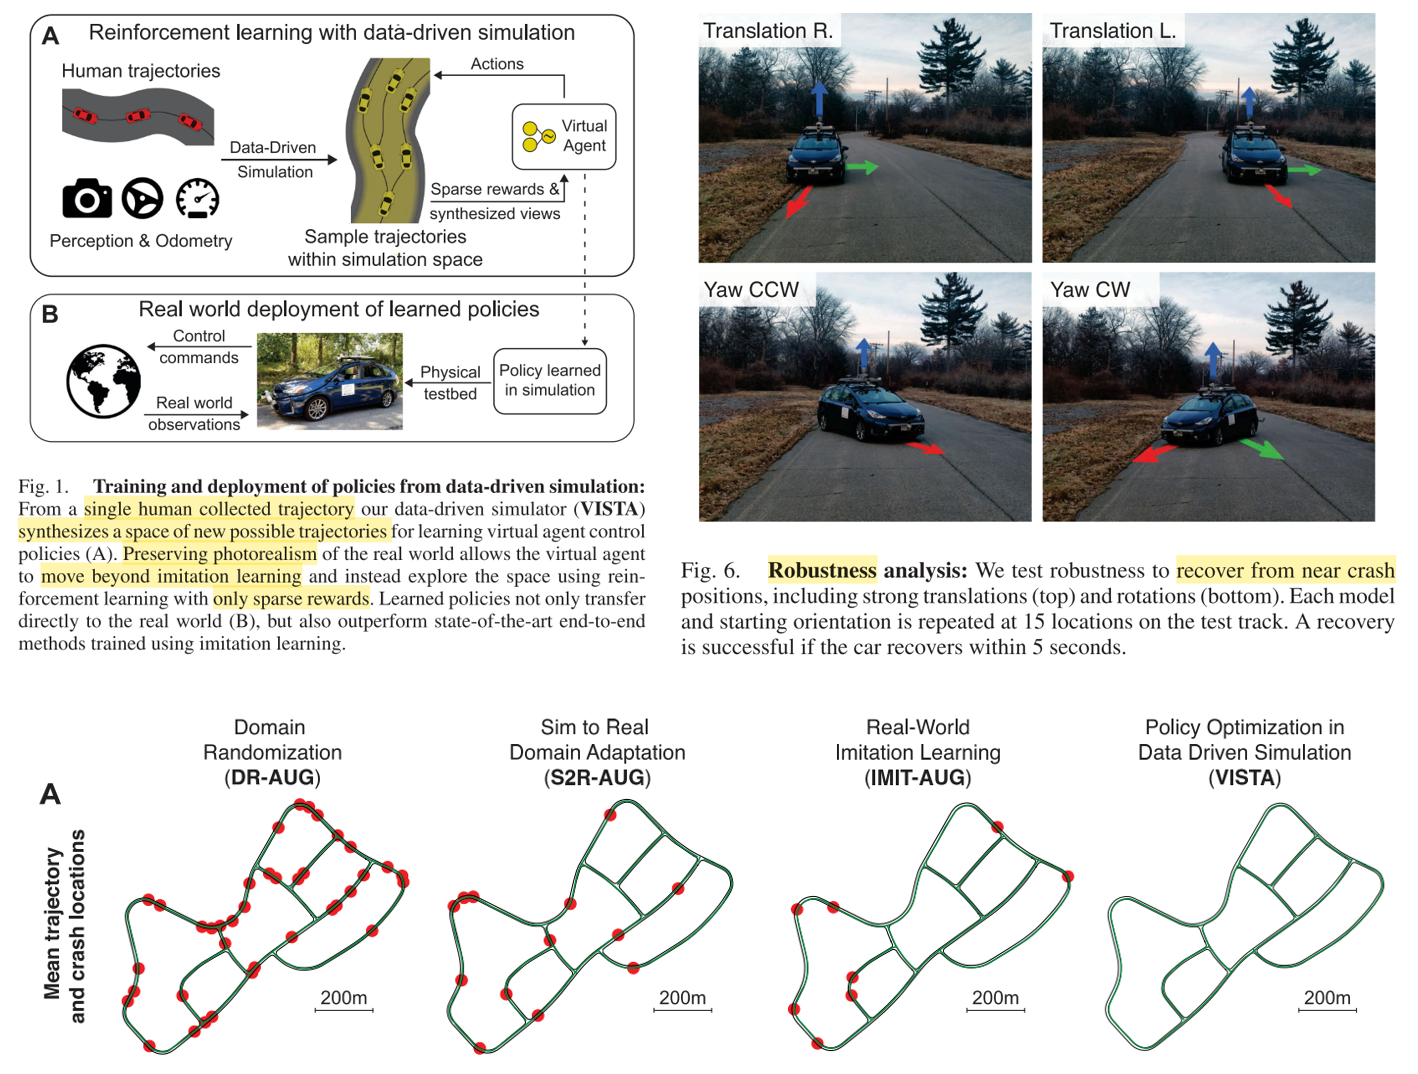 A
Reinforcement learning with data-driven simulation
Human trajectories
Actions
Virtual
Agent
Data-Driven
Simulation
Sparse rewards &
synthesized views
Perception & Odometry
Sample trajectories
within simulation space
B
Real world deployment of learned policies
Control
commands
Real world
observations
Physical
testbed
Policy learned
in simulation
Fig. 1. Training and deployment of policies from data-driven simulation:
From a single human collected trajectory our data-driven simulator (VISTA)
synthesizes a space of new possible trajectories for learning virtual agent control
policies (A). Preserving photorealism of the real world allows the virtual agent
to move beyond imitation learning and instead explore the space using rein-
forcement learning with only sparse rewards. Learned policies not only transfer
directly to the real world (B), but also outperform state-of-the-art end-to-end
methods trained using imitation learning.
Translation R.
Translation L.
Yaw CCW
Yaw CW
Fig. 6. Robustness analysis: We test robustness to recover from near crash
positions, including strong translations (top) and rotations (bottom). Each model
and starting orientation is repeated at 15 locations on the test track. A recovery
is successful if the car recovers within 5 seconds.
A
Mean trajectory
and crash locations
Domain
Randomization
(DR-AUG)
200m
Sim to Real
Domain Adaptation
(S2R-AUG)
200m
Real-World
Imitation Learning
(IMIT-AUG)
200m
Policy Optimization in
Data Driven Simulation
(VISTA)
200m